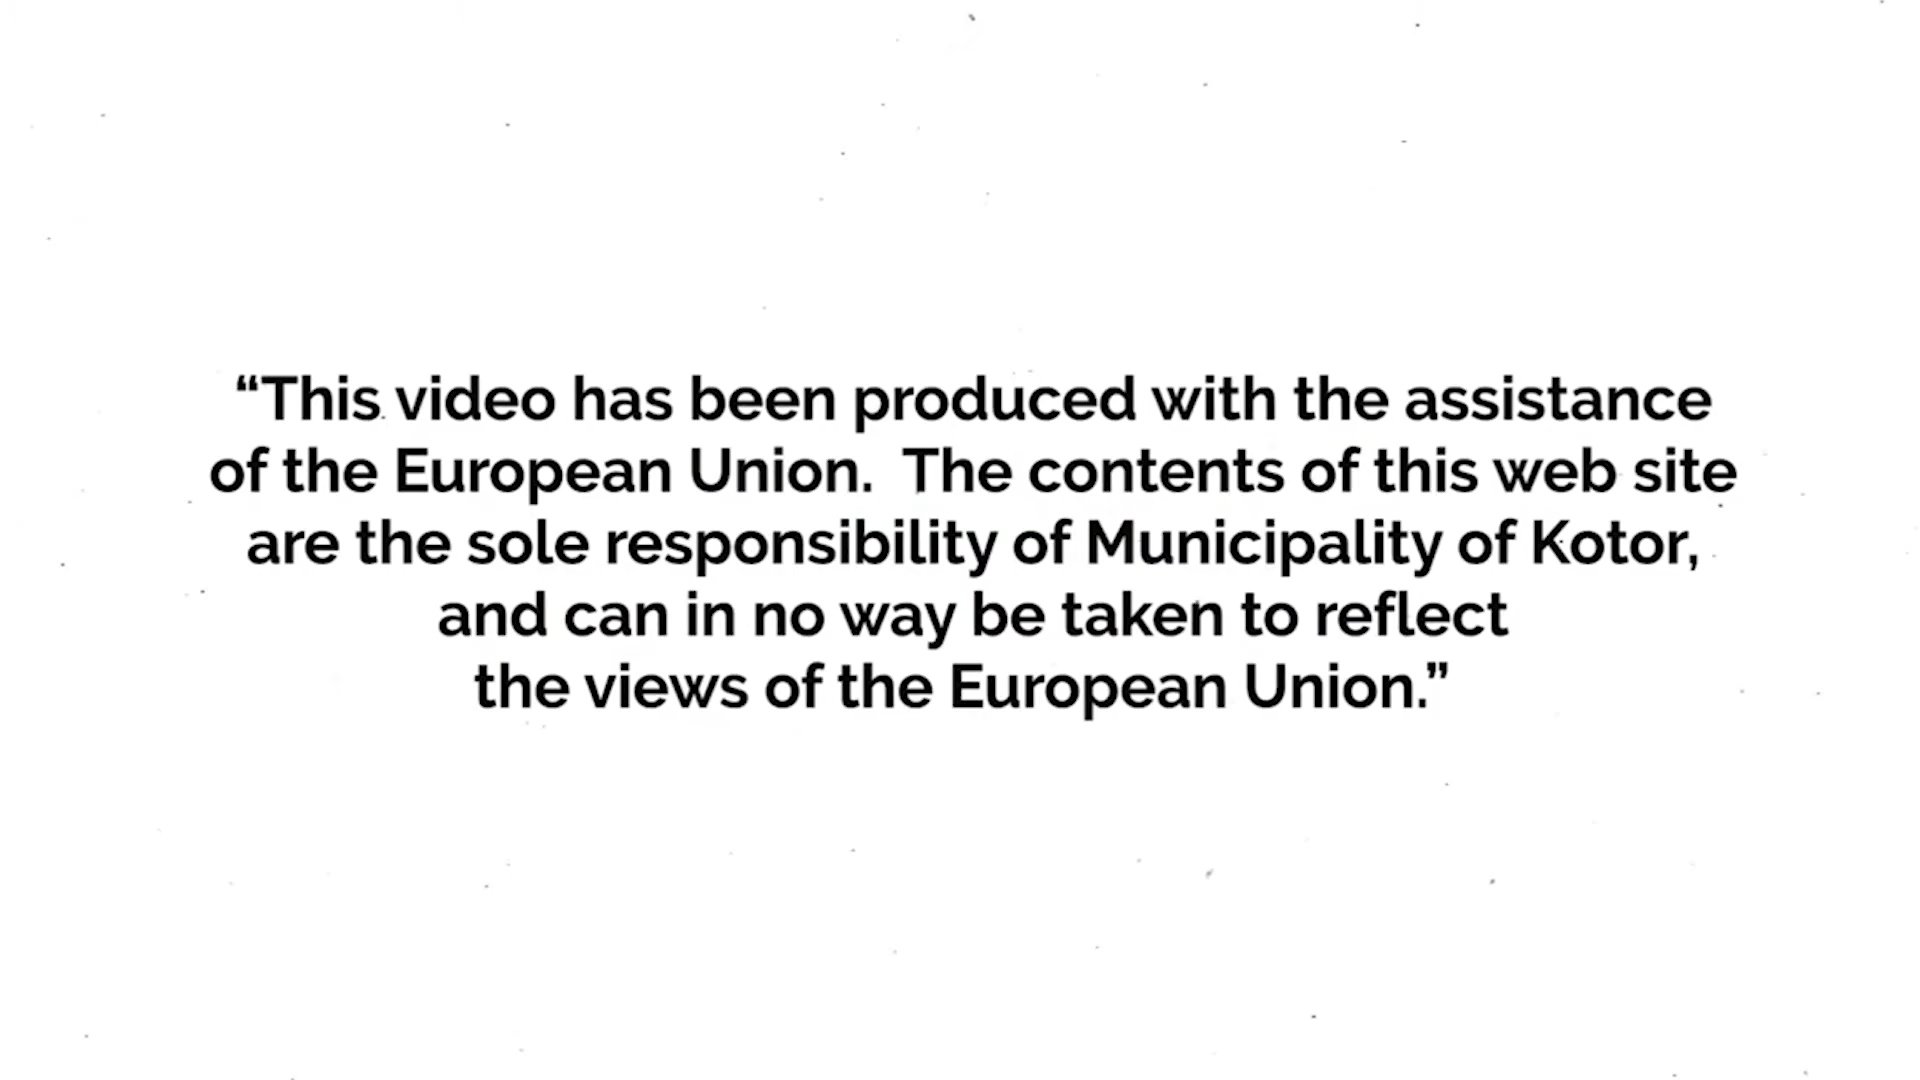 “This video has been produced with the assistance
of the European Union.  The contents of this web site
are the sole responsibility of Municipality of Kotor,
and can in no way be taken to reflect
the views of the European Union.”